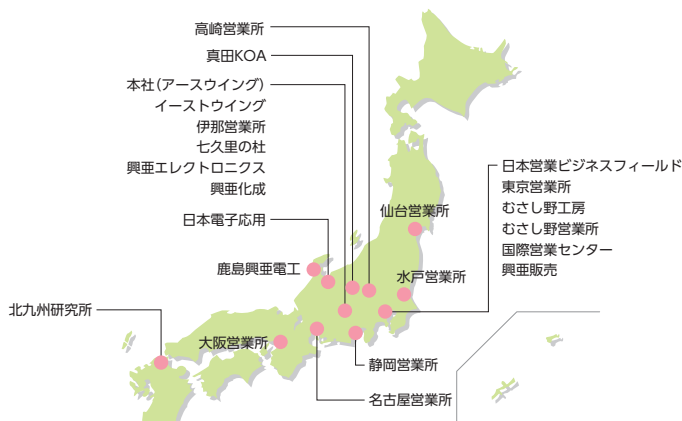 高崎営業所
真田KOA
本社（アースウイング）
イーストウイング
伊那営業所
七久里の杜
興亜エレクトロニクス
興亜化成
日本電子応用
鹿島興亜電工
北九州研究所
大阪営業所
仙台営業所
水戸営業所
日本営業ビジネスフィールド
東京営業所
むさし野工房
むさし野営業所
国際営業センター
興亜販売
静岡営業所
名古屋営業所